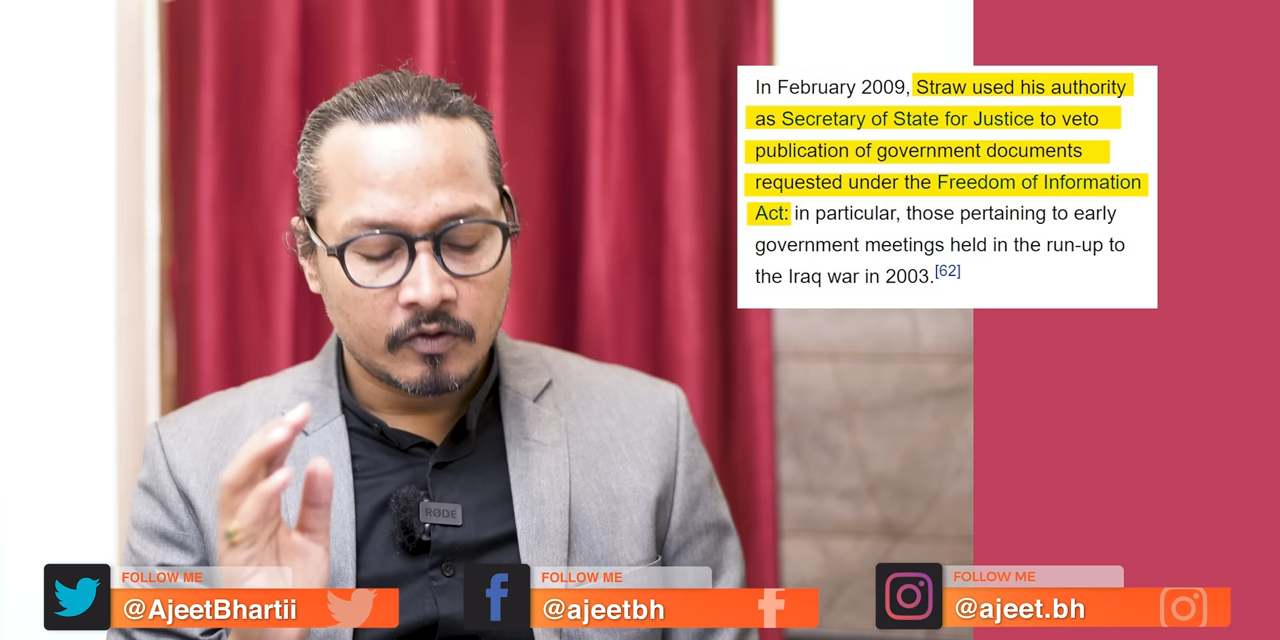 In February 2009, Straw used his authority
as Secretary of State for Justice to veto
publication of government documents
requested under the Freedom of Information
Act: in particular, those pertaining to early
government meetings held in the run-up to
the Iraq war in 2003.[62]
RØDE
FOLLOW ME
@AjeetBhartii
FOLLOW ME
@ajeetbh
FOLLOW ME
@ajeet.bh